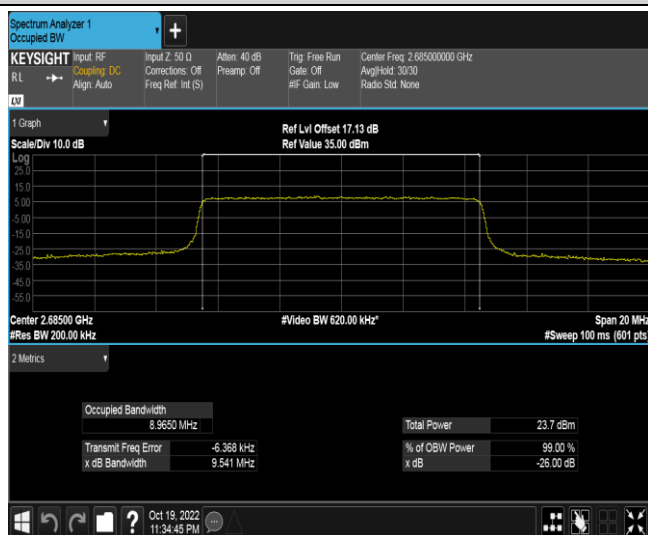 Spectrum Analyzer 1
Occupied BW
+
KEYSIGHT
RL
LXI
Input: RF
Coupling: DC
Align: Auto
Input Z: 50 Ω
Corrections: Off
Freq Ref: Int (S)
Atten: 40 dB
Preamp: Off
Trig: Free Run
Gate: Off
#IF Gain: Low
Center Freq: 2.685000000 GHz
Avg|Hold: 30/30
Radio Std: None
1 Graph
Scale/Div 10.0 dB
Ref Lvl Offset 17.13 dB
Ref Value 35.00 dBm
Log
25.0
15.0
5.00
-5.00
-15.0
-25.0
-35.0
-45.0
-55.0
Center 2.68500 GHz
#Video BW 620.00 kHz*
Span 20 MHz
#Res BW 200.00 kHz
#Sweep 100 ms (601 pts)
2 Metrics
Occupied Bandwidth
8.9650 MHz
Total Power 23.7 dBm
Transmit Freq Error -6.368 kHz
% of OBW Power 99.00 %
x dB Bandwidth 9.541 MHz
x dB -26.00 dB
?
Oct 19, 2022
11:34:45 PM